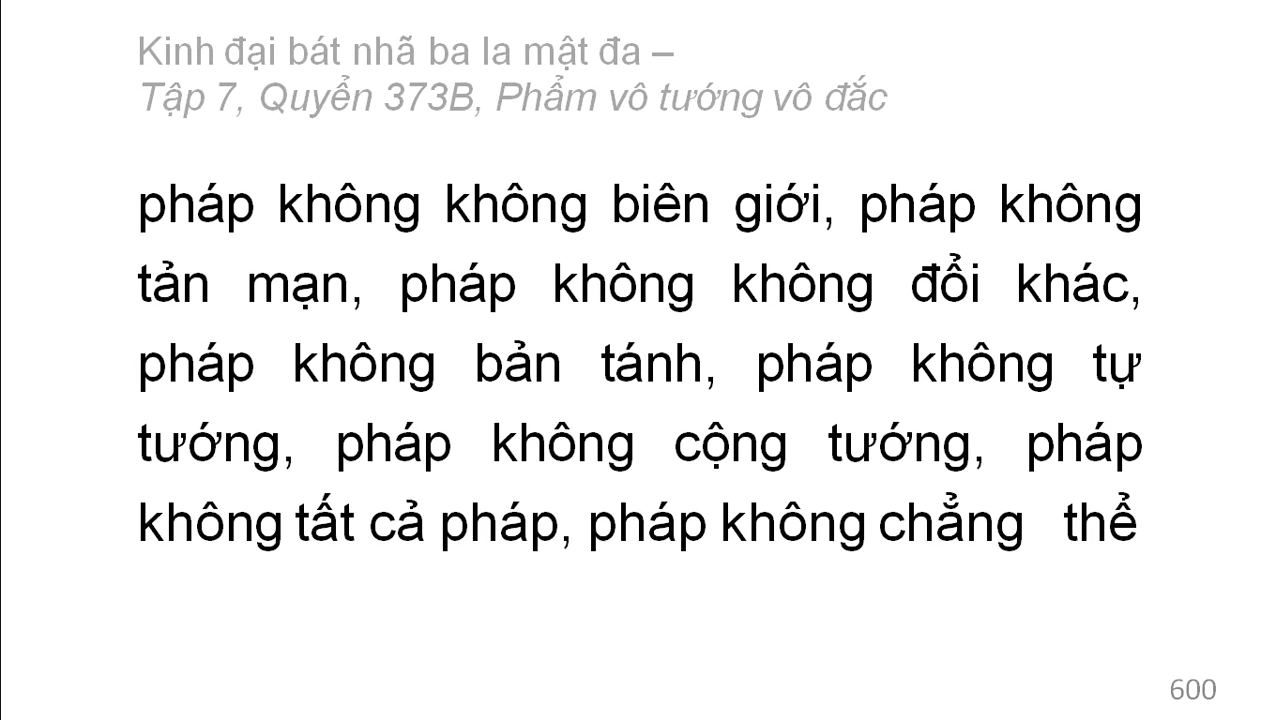 Kinh đại bát nhã ba la mật đa –
Tập 7, Quyển 373B, Phẩm vô tướng vô đắc
pháp không không biên giới, pháp không
tản mạn, pháp không không đổi khác,
pháp không bản tánh, pháp không tự
tướng, pháp không cộng tướng, pháp
không tất cả pháp, pháp không chẳng thể
600